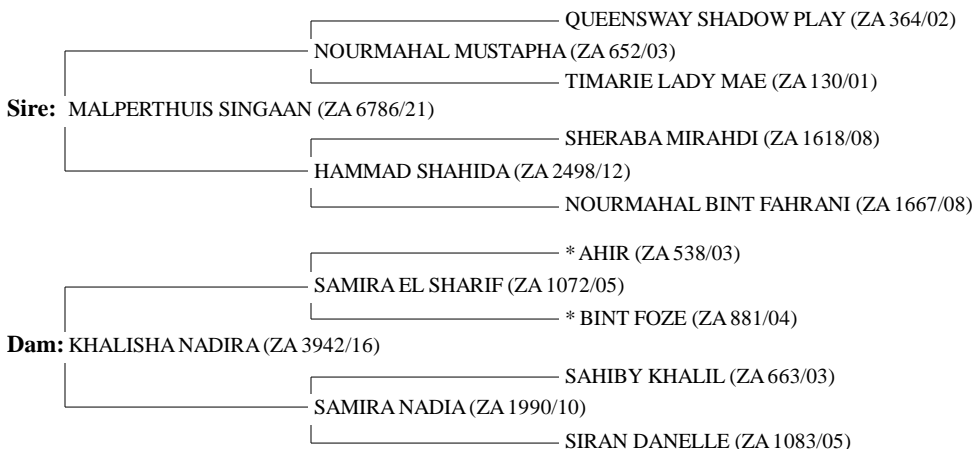 QUEENSWAY SHADOW PLAY (ZA 364/02)
NOURMAHAL MUSTAPHA (ZA 652/03)
TIMARIE LADY MAE (ZA 130/01)
Sire: MALPERTHUIS SINGAAN (ZA 6786/21)
SHERABA MIRAHDI (ZA 1618/08)
HAMMAD SHAHIDA (ZA 2498/12)
NOURMAHAL BINT FAHRANI (ZA 1667/08)
* AHIR (ZA 538/03)
SAMIRA EL SHARIF (ZA 1072/05)
* BINT FOZE (ZA 881/04)
Dam: KHALISHA NADIRA (ZA 3942/16)
SAHIBY KHALIL (ZA 663/03)
SAMIRA NADIA (ZA 1990/10)
SIRAN DANELLE (ZA 1083/05)